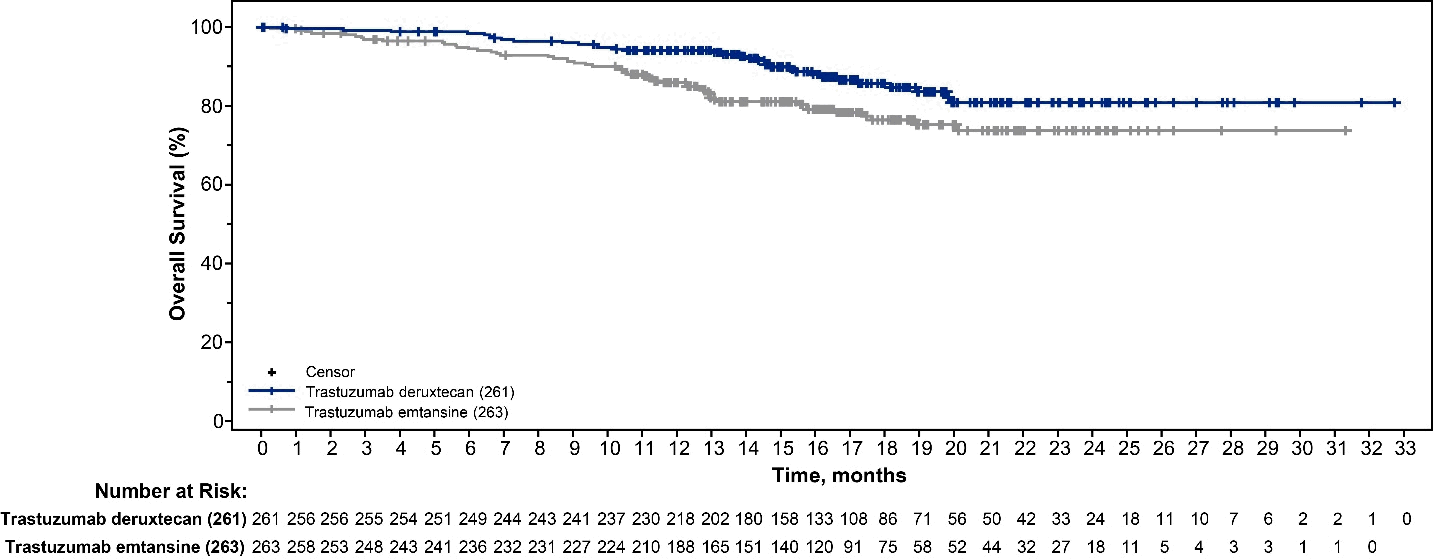 100
80
60
40
20
0
Overall Survival (%)
Censor
Trastuzumab deruxtecan (261)
Trastuzumab emtansine (263)
0 1 2 3 4 5 6 7 8 9 10 11 12 13 14 15 16 17 18 19 20 21 22 23 24 25 26 27 28 29 30 31 32 33
Time, months
Number at Risk:
Trastuzumab deruxtecan (261) 261 256 256 255 254 251 249 244 243 241 237 230 218 202 180 158 133 108 86 71 56 50 42 33 24 18 11 10 7 6 2 2 1 0
Trastuzumab emtansine (263) 263 258 253 248 243 241 236 232 231 227 224 210 188 165 151 140 120 91 75 58 52 44 32 27 18 11 5 4 3 3 1 1 0